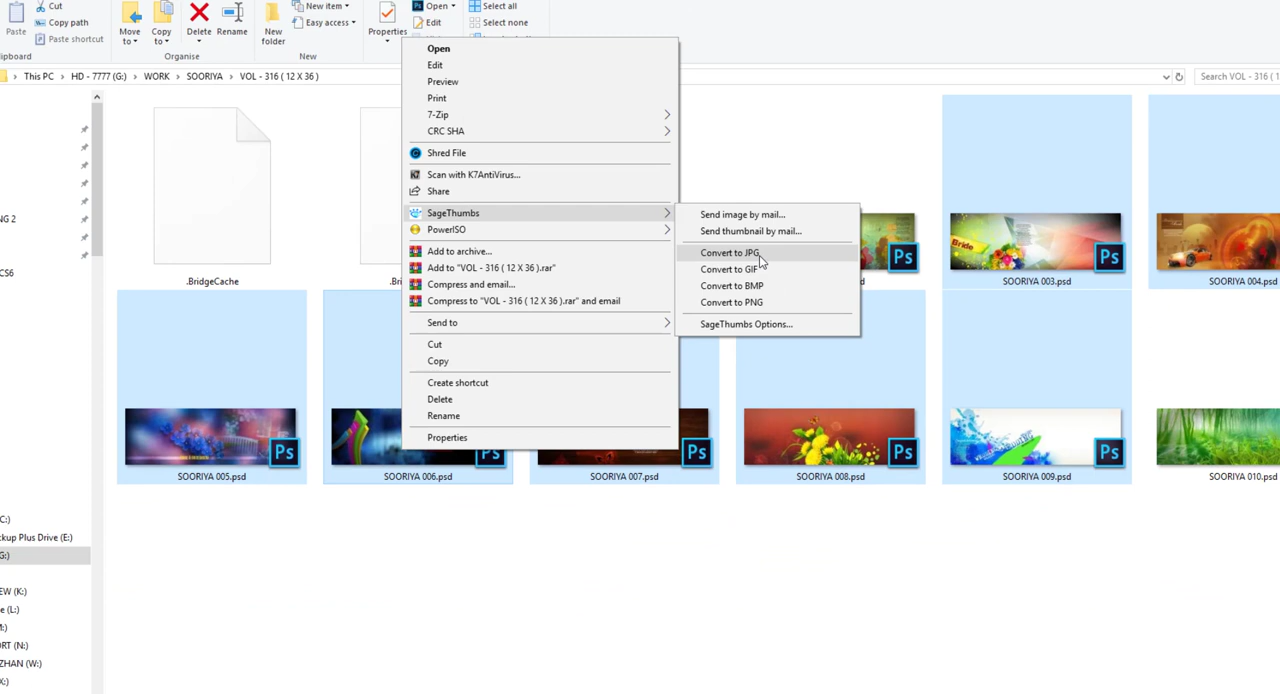 Cut
Copy path
Paste shortcut
Paste
Move to
Copy to
Delete
Rename
New folder
New item
Easy access
Properties
Open
Edit
Select all
Select none
Organise
New
This PC > HD - 7777 (G:) > WORK > SOORIYA > VOL - 316 ( 12 X 36 )
Search VOL - 316 ( 1
Open
Edit
Preview
Print
7-Zip
CRC SHA
Shred File
Scan with K7AntiVirus...
Share
SageThumbs
PowerISO
Add to archive...
Add to "VOL - 316 ( 12 X 36 ).rar"
Compress and email...
Compress to "VOL - 316 ( 12 X 36 ).rar" and email
Send to
Cut
Copy
Create shortcut
Delete
Rename
Properties
Send image by mail...
Send thumbnail by mail...
Convert to JPG
Convert to GIF
Convert to BMP
Convert to PNG
SageThumbs Options...
.BridgeCache
Bride
Ps
Ps
SOORIYA 003.psd
SOORIYA 004.psd
Ps
Ps
Ps
Ps
Ps
SOORIYA 005.psd
SOORIYA 006.psd
SOORIYA 007.psd
SOORIYA 008.psd
SOORIYA 009.psd
SOORIYA 010.psd
NG 2
CS6
C:)
ckup Plus Drive (E:)
G:)
EW (K:)
e (L:)
M:)
ORT (N:)
ZHAN (W:)
X:)